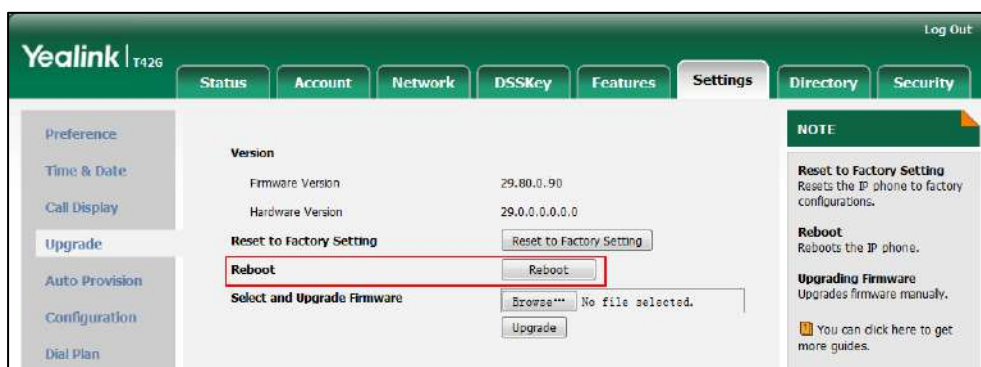 Log Out
Yealink T42G
Status Account Network DSSKey Features Settings Directory Security
Preference
Time & Date
Call Display
Upgrade
Auto Provision
Configuration
Dial Plan
Version
Firmware Version 29.80.0.90
Hardware Version 29.0.0.0.0.0.0
Reset to Factory Setting Reset to Factory Setting
Reboot Reboot
Select and Upgrade Firmware Browse... No file selected.
Upgrade
NOTE
Reset to Factory Setting
Resets the IP phone to factory
configurations.
Reboot
Reboots the IP phone.
Upgrading Firmware
Upgrades firmware manualy.
You can click here to get
more guides.